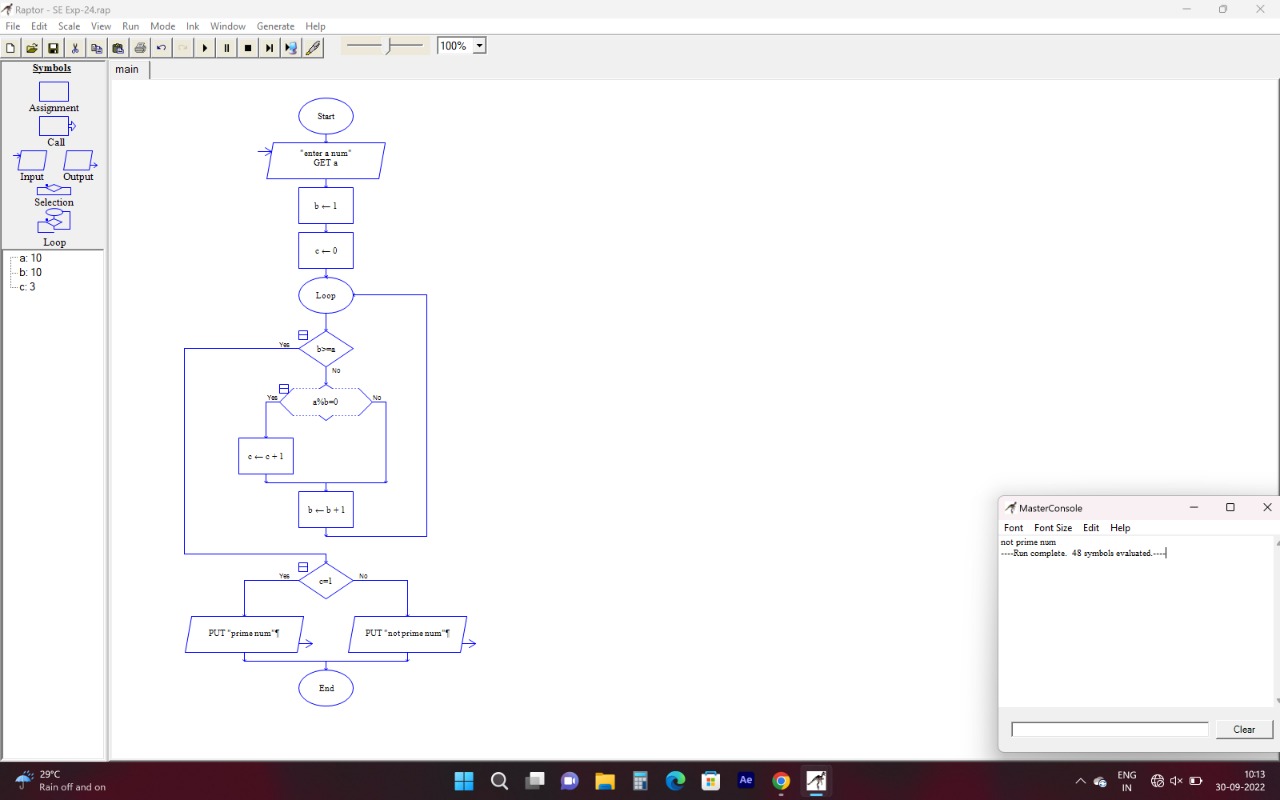 Raptor - SE Exp-24.rap
File Edit Scale View Run Mode Ink Window Generate Help
100%
Symbols
main
Assignment
Call
Input Output
Selection
Loop
a: 10
b: 10
c: 3
Start
"enter a num"
GET a
b ← 1
c ← 0
Loop
Yes
b>=a
No
Yes
a%b=0
No
c ← c + 1
b ← b + 1
Yes
c=1
No
PUT "prime num"¶
PUT "not prime num"¶
End
MasterConsole
Font Font Size Edit Help
not prime num
----Run complete. 48 symbols evaluated.----
Clear
29°C
Rain off and on
Ae
ENG
IN
10:13
30-09-2022